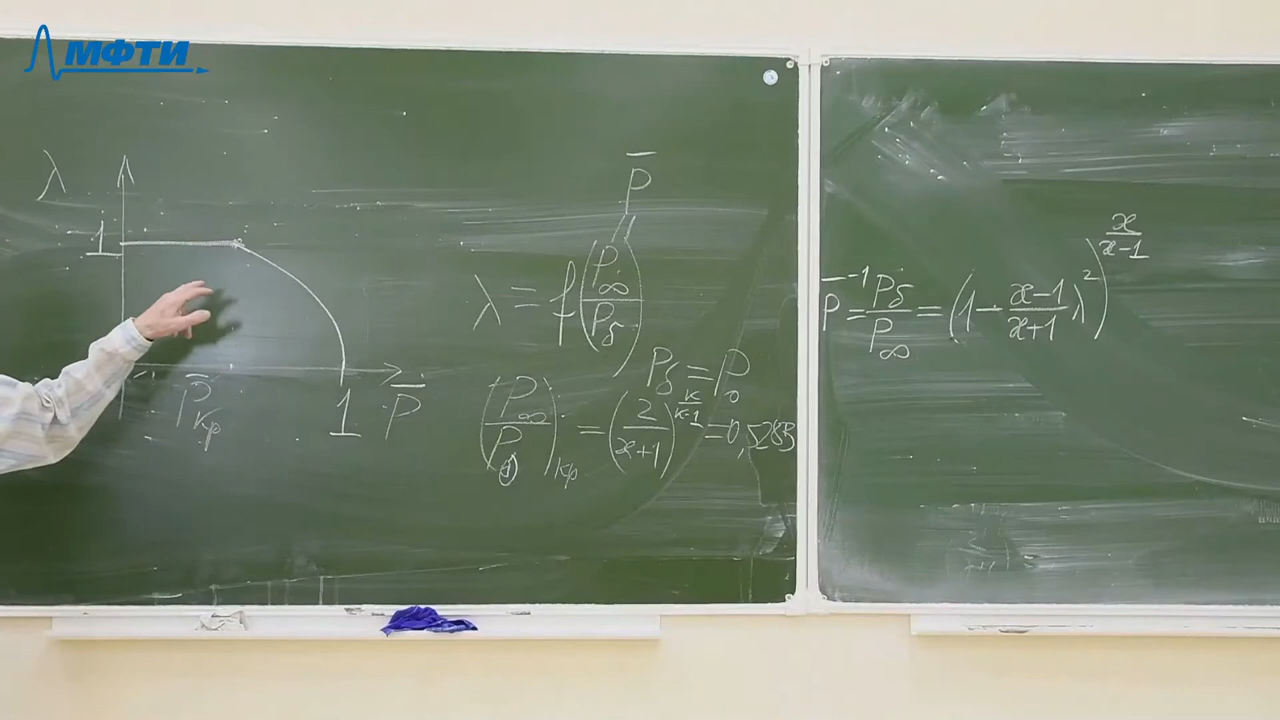 МФТИ
λ
1
P̄кр 1 P̄
P̄
λ = f(P∞/Pδ)
Pδ = P₀
(P∞/P₀)кр = (2/(ϰ+1))^(κ/(κ-1)) = 0,5283
P̄⁻¹ = Pδ/P∞ = (1 - (ϰ-1)/(ϰ+1) λ²)^(ϰ/(ϰ-1))